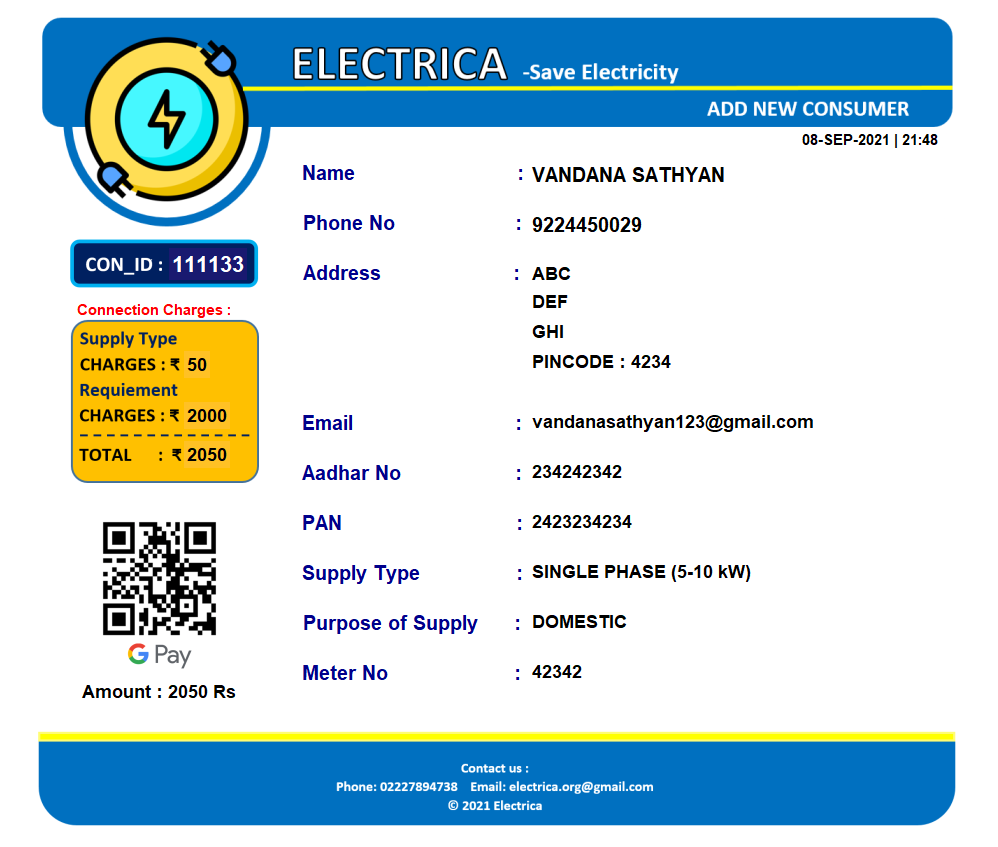 ELECTRICA -Save Electricity
ADD NEW CONSUMER
08-SEP-2021 | 21:48
Name : VANDANA SATHYAN
Phone No : 9224450029
CON_ID : 111133
Address : ABC
DEF
GHI
PINCODE : 4234
Connection Charges :
Supply Type
CHARGES : ₹ 50
Requiement
CHARGES : ₹ 2000
TOTAL : ₹ 2050
Email : vandanasathyan123@gmail.com
Aadhar No : 234242342
PAN : 2423234234
Supply Type : SINGLE PHASE (5-10 kW)
Purpose of Supply : DOMESTIC
Meter No : 42342
G Pay
Amount : 2050 Rs
Contact us :
Phone: 02227894738 Email: electrica.org@gmail.com
© 2021 Electrica